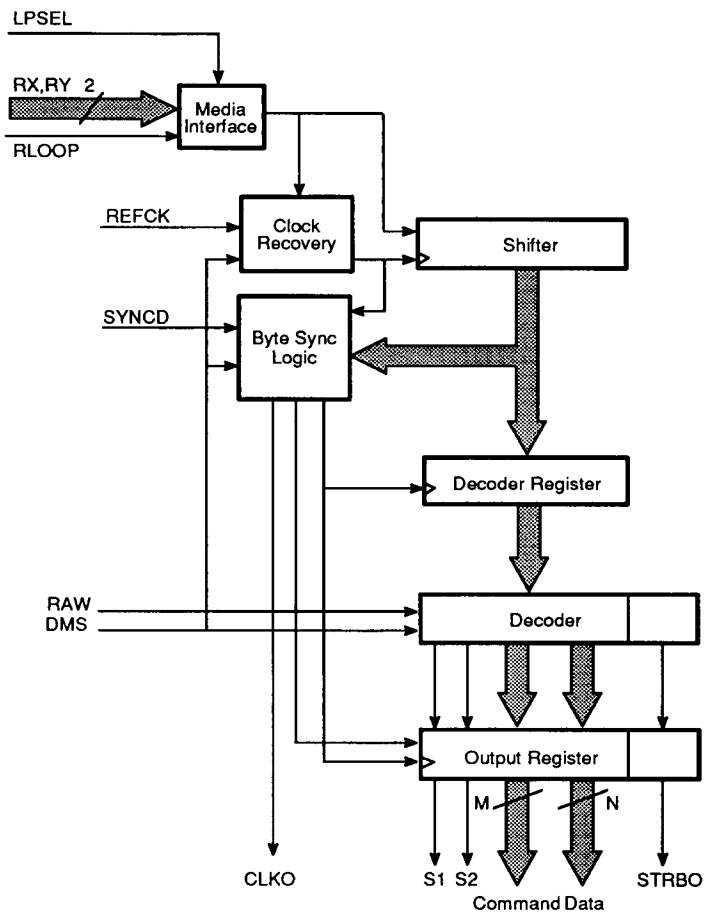 LPSEL
RX,RY 2
Media
Interface
RLOOP
REFCK
Clock
Recovery
Shifter
SYNCD
Byte Sync
Logic
Decoder Register
RAW
DMS
Decoder
Output Register
M
N
CLKO
S1 S2
STRBO
Command Data